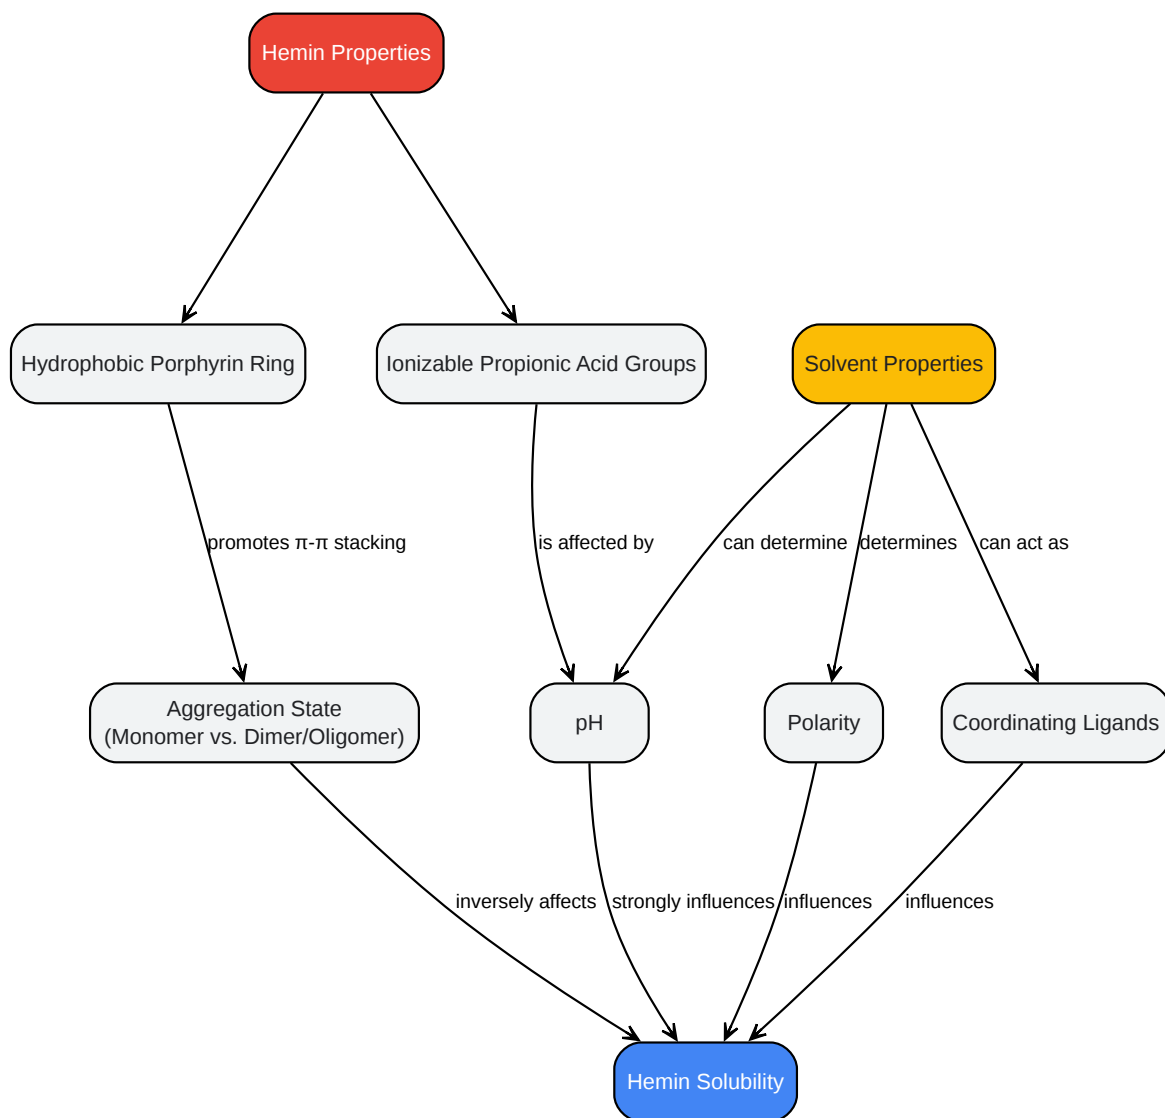 Hemin Properties
Hydrophobic Porphyrin Ring
Ionizable Propionic Acid Groups
Solvent Properties
promotes π-π stacking
is affected by
can determine
determines
can act as
Aggregation State
(Monomer vs. Dimer/Oligomer)
pH
Polarity
Coordinating Ligands
inversely affects
strongly influences
influences
influences
Hemin Solubility